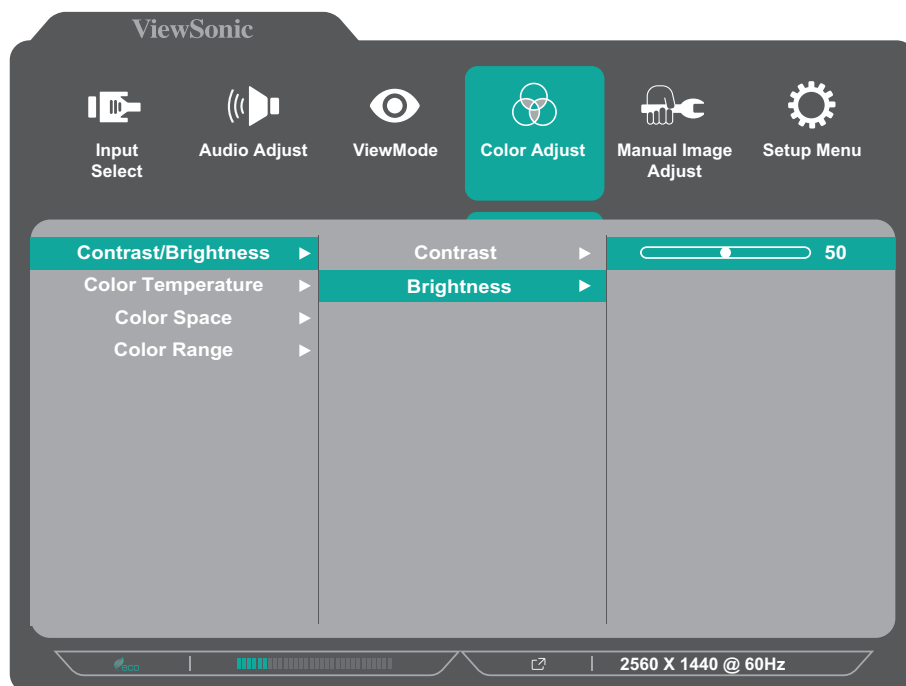 ViewSonic
Input Select
Audio Adjust
ViewMode
Color Adjust
Manual Image Adjust
Setup Menu
Contrast/Brightness
Contrast
50
Color Temperature
Brightness
Color Space
Color Range
eco
2560 X 1440 @ 60Hz